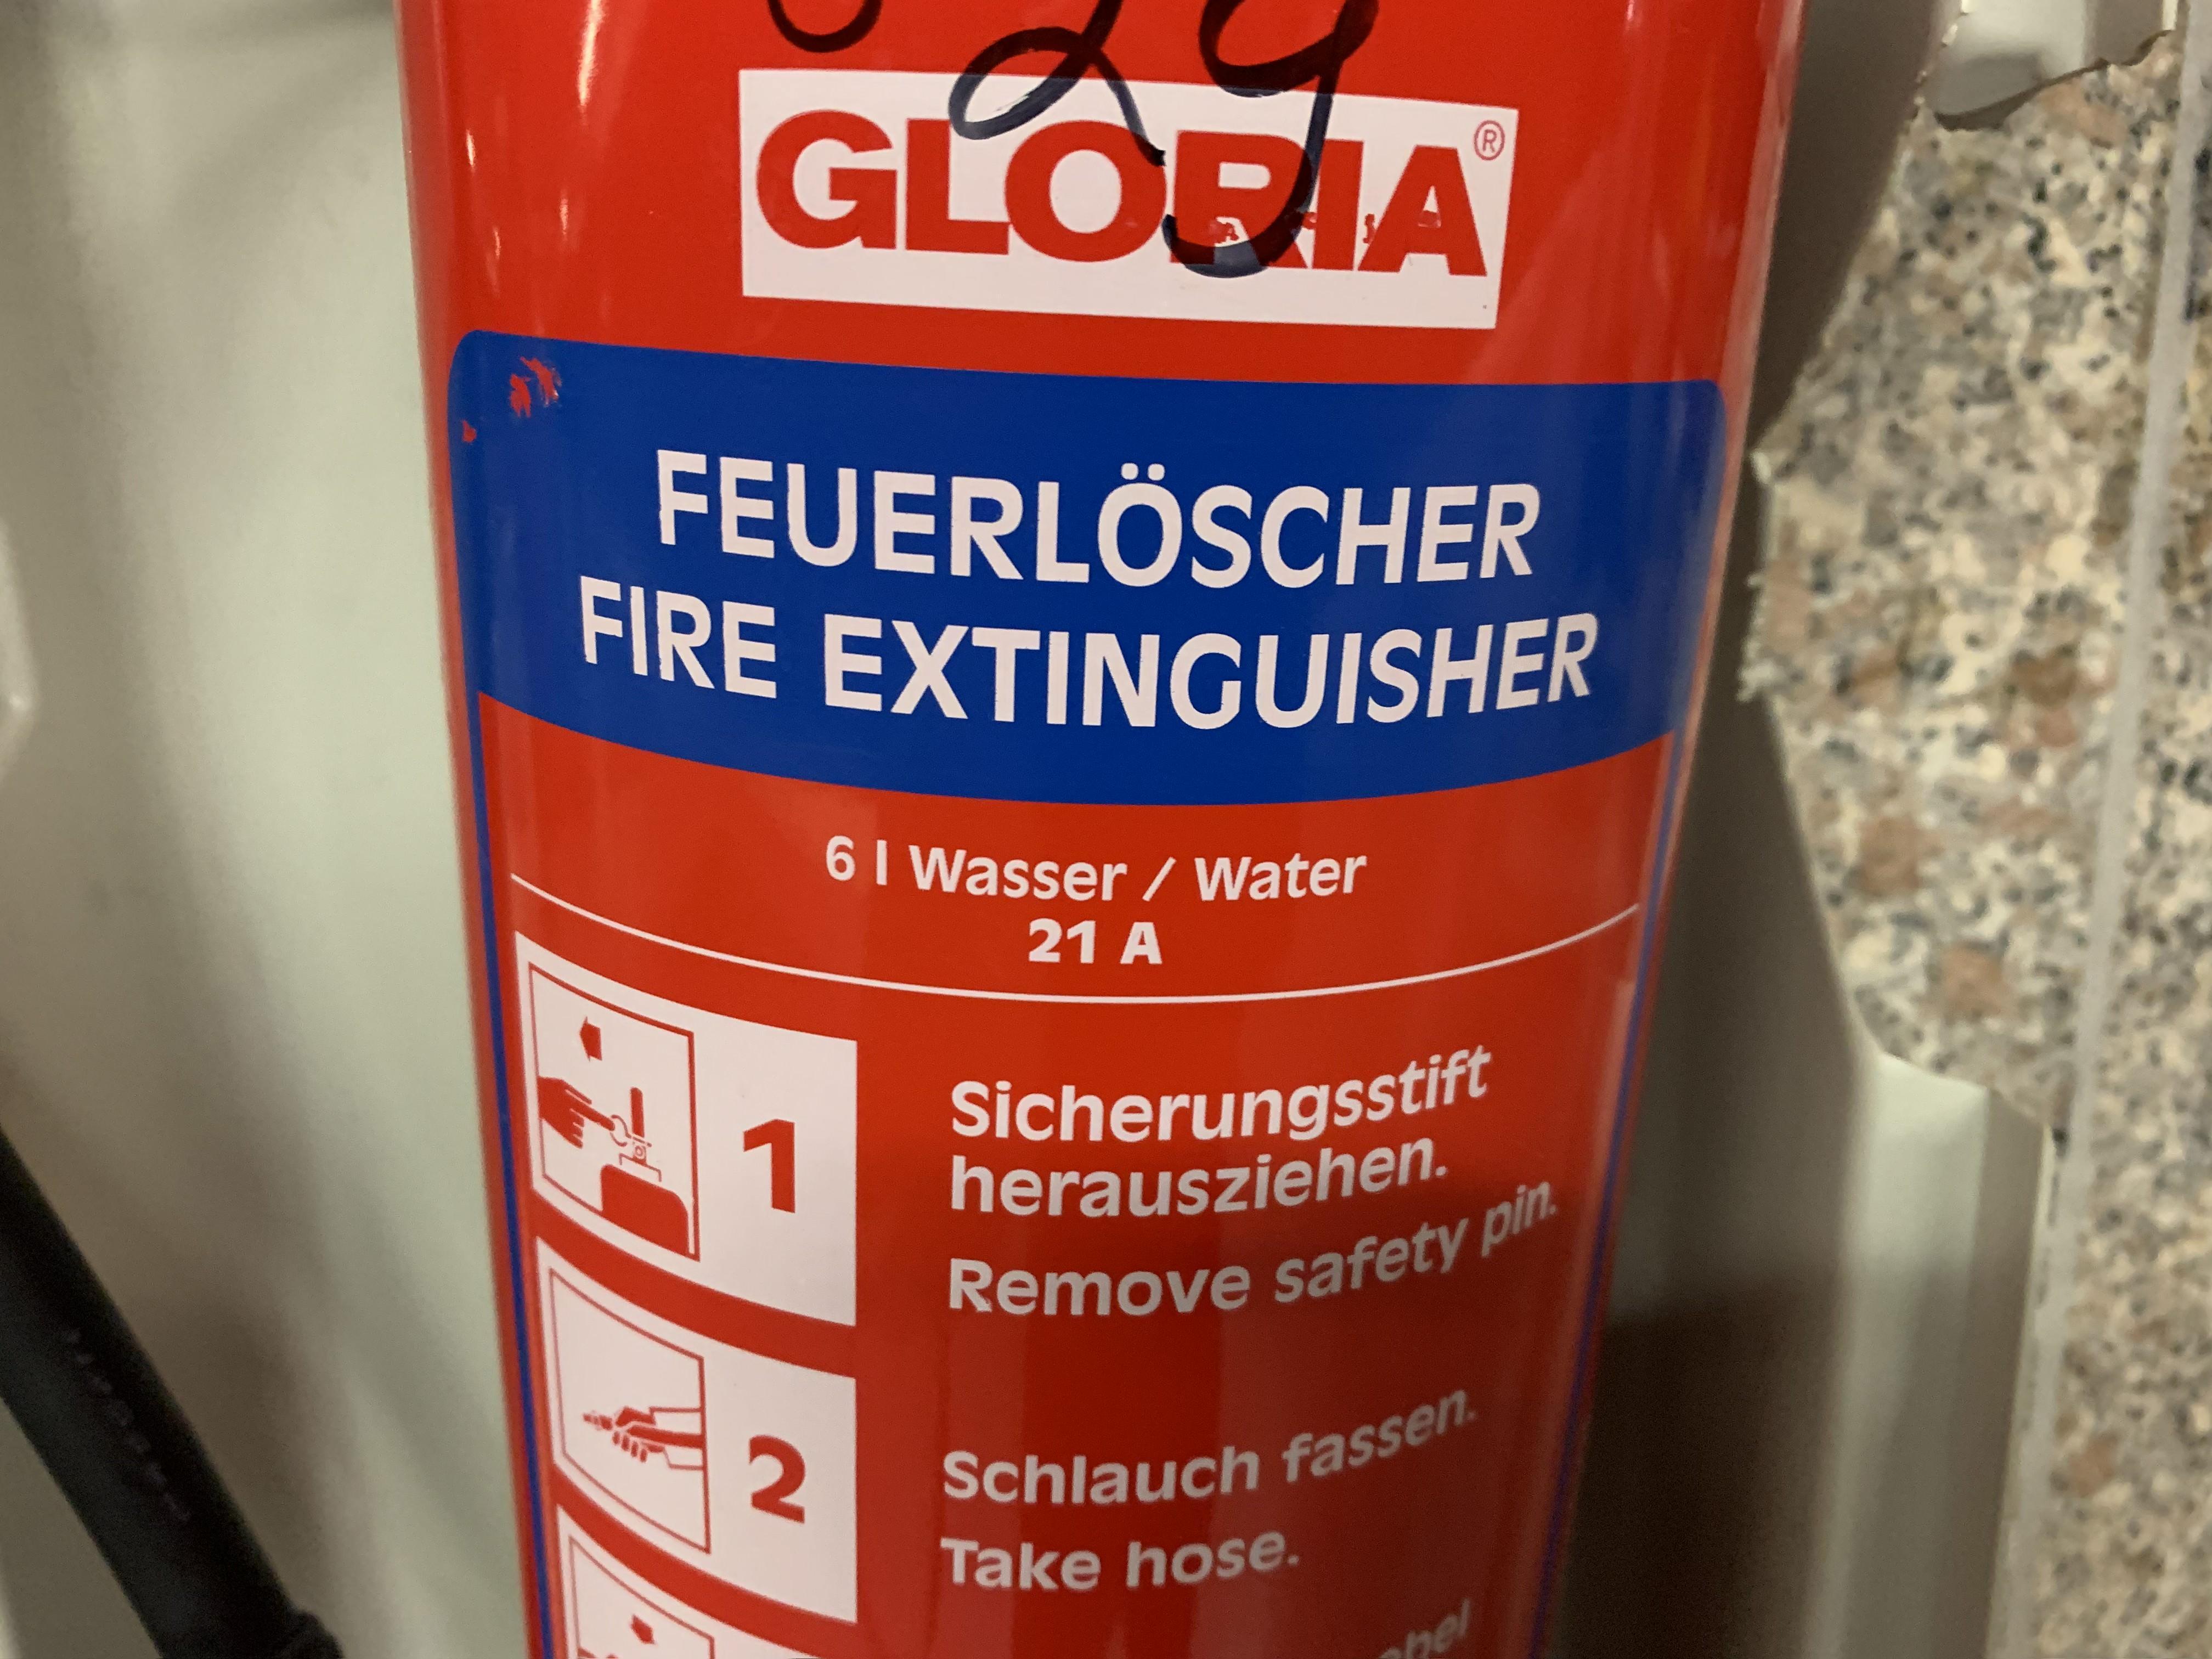 29
GLORIA®
FEUERLÖSCHER
FIRE EXTINGUISHER
6 l Wasser / Water
21 A
1
Sicherungsstift
herausziehen.
Remove safety pin.
2
Schlauch fassen.
Take hose.